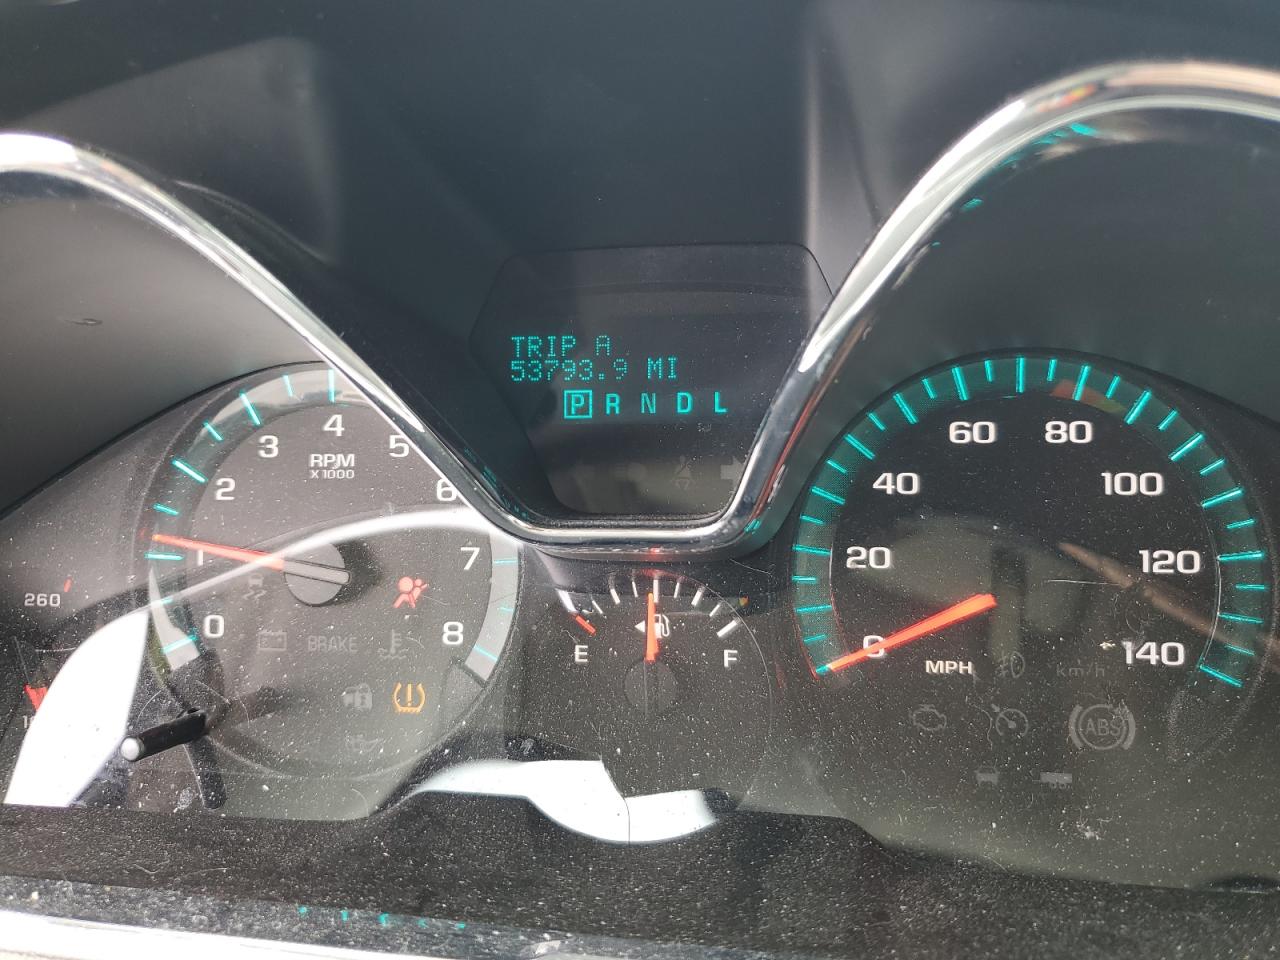 TRIP A
53793.9 MI
P R N D L
0 1 2 3 4 5 6 7 8
RPM
X 1000
BRAKE
260
E F
0 20 40 60 80 100 120 140
MPH
km/h
ABS